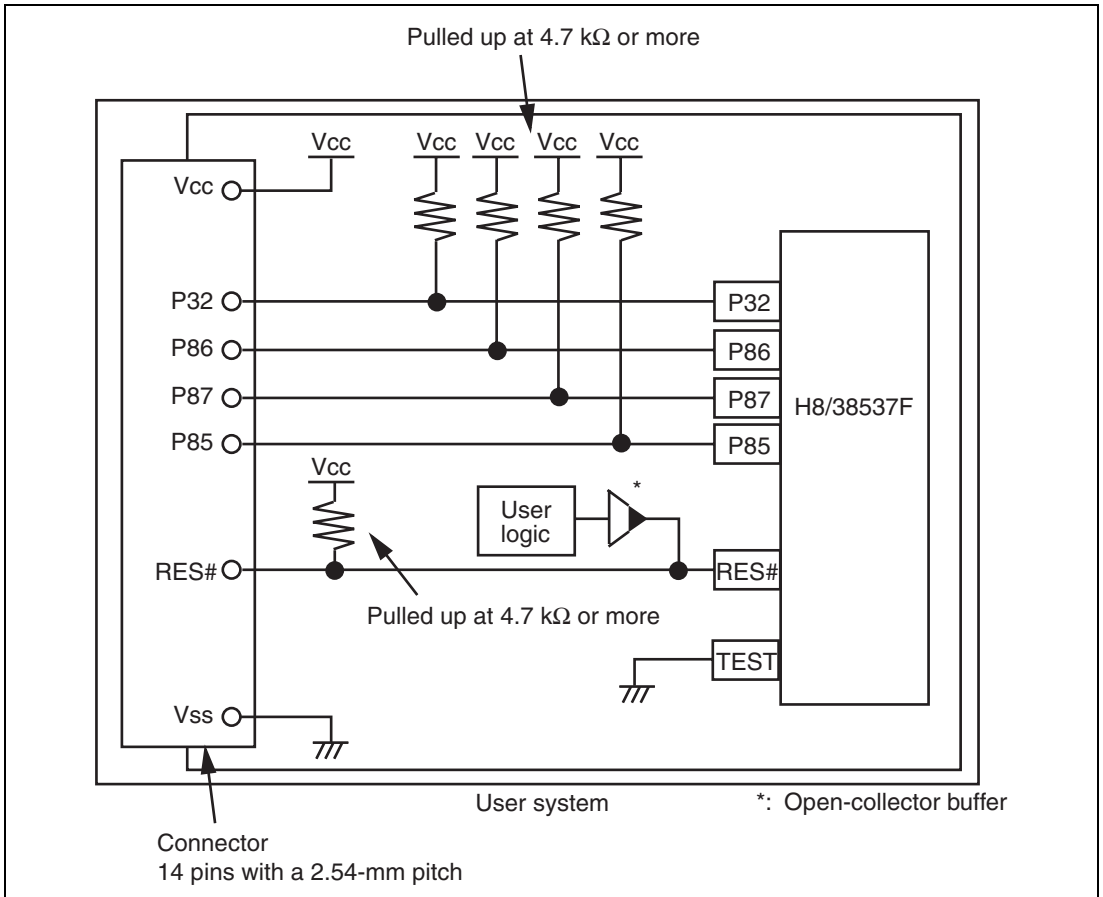 Pulled up at 4.7 kΩ or more
Vcc
Vcc
Vcc
Vcc
Vcc
Vcc
P32
P32
P86
P86
P87
P87
H8/38537F
P85
P85
Vcc
*
User
logic
RES#
RES#
Pulled up at 4.7 kΩ or more
TEST
Vss
User system
*: Open-collector buffer
Connector
14 pins with a 2.54-mm pitch